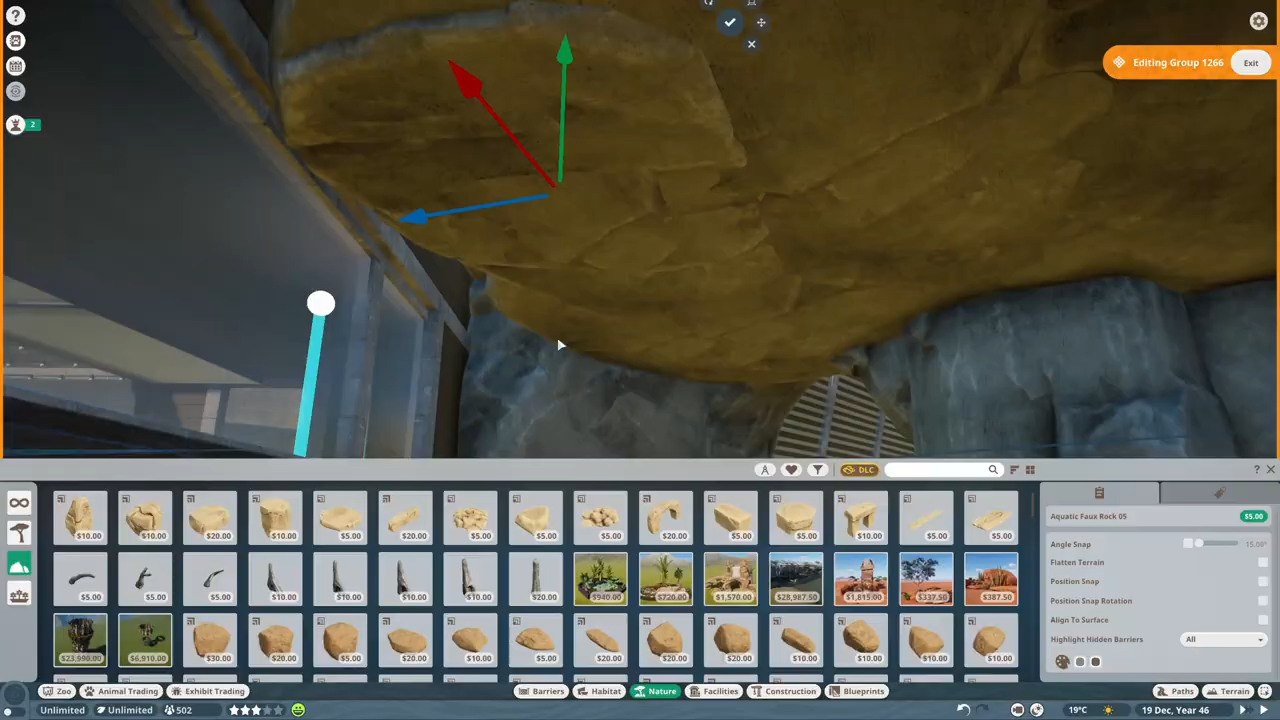 Editing Group 1266 Exit
2
DLC
$10.00 $10.00 $20.00 $10.00 $5.00 $5.00 $5.00 $5.00 $5.00 $20.00 $5.00 $5.00 $10.00 $5.00 $5.00
$5.00 $5.00 $5.00 $10.00 $10.00 $10.00 $10.00 $20.00 $940.00 $720.00 $1,570.00 $28,987.50 $1,815.00 $337.50 $387.50
$23,990.00 $6,910.00 $30.00 $20.00 $5.00 $20.00 $10.00 $5.00 $20.00 $20.00 $20.00 $10.00 $10.00 $10.00 $10.00
Aquatic Faux Rock 05 $5.00
Angle Snap 15.00°
Flatten Terrain
Position Snap
Position Snap Rotation
Align To Surface
Highlight Hidden Barriers All
Zoo Animal Trading Exhibit Trading Barriers Habitat Nature Facilities Construction Blueprints Paths Terrain
Unlimited Unlimited 502 19°C 19 Dec, Year 46